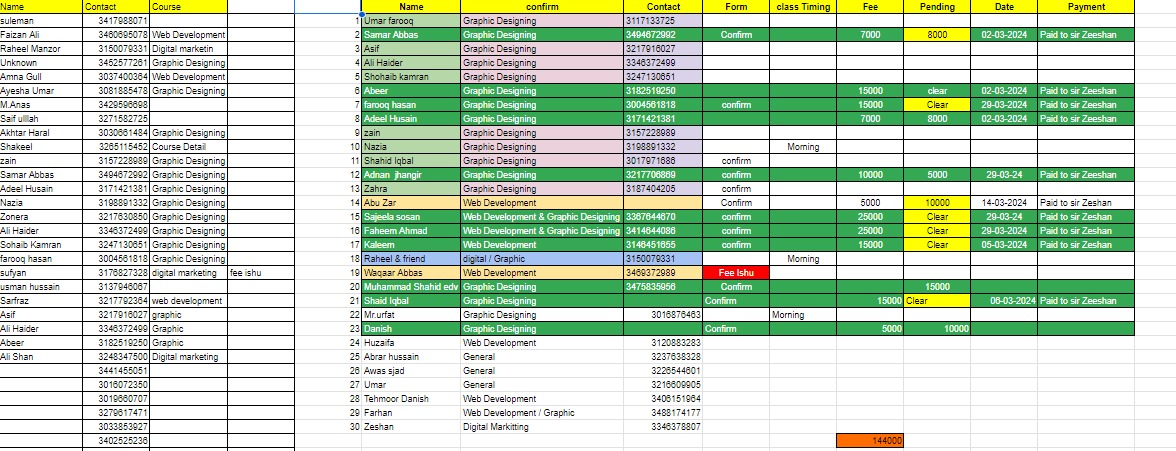 Name Contact Course Name confirm Contact Form class Timing Fee Pending Date Payment
suleman 3417988071 1 Umar farooq Graphic Designing 3117133725
Faizan Ali 3460695078 Web Development 2 Samar Abbas Graphic Designing 3494672992 Confirm 7000 8000 02-03-2024 Paid to sir Zeeshan
Raheel Manzor 3150079331 Digital marketin 3 Asif Graphic Designing 3217916027
Unknown 3452577261 Graphic Designing 4 Ali Haider Graphic Designing 3346372499
Amna Gull 3037400364 Web Development 5 Shohaib kamran Graphic Designing 3247130651
Ayesha Umar 3081885478 Graphic Designing 6 Abeer Graphic Designing 3182519250 15000 clear 02-03-2024 Paid to sir Zeeshan
M.Anas 3429596698 7 farooq hasan Graphic Designing 3004561818 confirm 15000 Clear 29-03-2024 Paid to sir Zeeshan
Saif ulllah 3271582725 8 Adeel Husain Graphic Designing 3171421381 7000 8000 02-03-2024 Paid to sir Zeeshan
Akhtar Haral 3030661484 Graphic Designing 9 zain Graphic Designing 3157228989
Shakeel 3265115452 Course Detail 10 Nazia Graphic Designing 3198891332 Morning
zain 3157228989 Graphic Designing 11 Shahid Iqbal Graphic Designing 3017971686 confirm
Samar Abbas 3494672992 Graphic Designing 12 Adnan jhangir Graphic Designing 3217706869 confirm 10000 5000 29-03-24 Paid to sir Zeeshan
Adeel Husain 3171421381 Graphic Designing 13 Zahra Graphic Designing 3187404205 confirm
Nazia 3198891332 Graphic Designing 14 Abu Zar Web Development Confirm 5000 10000 14-03-2024 Paid to sir Zeshan
Zonera 3217630850 Graphic Designing 15 Sajeela sosan Web Development & Graphic Designing 3367644670 confirm 25000 Clear 29-03-24 Paid to sir Zeeshan
Ali Haider 3346372499 Graphic Designing 16 Faheem Ahmad Web Development & Graphic Designing 3414644086 confirm 25000 Clear 29-03-2024 Paid to sir Zeeshan
Sohaib Kamran 3247130651 Graphic Designing 17 Kaleem Web Development 3146451655 confirm 15000 Clear 05-03-2024 Paid to sir Zeeshan
farooq hasan 3004561818 Graphic Designing 18 Raheel & friend digital / Graphic 3150079331 Morning
sufyan 3176827328 digital marketing fee ishu 19 Waqaar Abbas Web Development 3469372989 Fee Ishu
usman hussain 3137946067 20 Muhammad Shahid edv Graphic Designing 3475835956 Confirm 15000
Sarfraz 3217792364 web development 21 Shaid Iqbal Graphic Designing Confirm 15000 Clear 06-03-2024 Paid to sir Zeeshan
Asif 3217916027 graphic 22 Mr.urfat Graphic Designing 3016876463 Morning
Ali Haider 3346372499 Graphic 23 Danish Graphic Designing Confirm 5000 10000
Abeer 3182519250 Graphic 24 Huzaifa Web Development 3120883283
Ali Shan 3248347500 Digital marketing 25 Abrar hussain General 3237638328
3441455051 26 Awas sjad General 3226544601
3016072350 27 Umar General 3216609905
3019660707 28 Tehmoor Danish Web Development 3406151964
3279617471 29 Farhan Web Development / Graphic 3488174177
3033853927 30 Zeshan Digital Markitting 3346378807
3402525236 144000